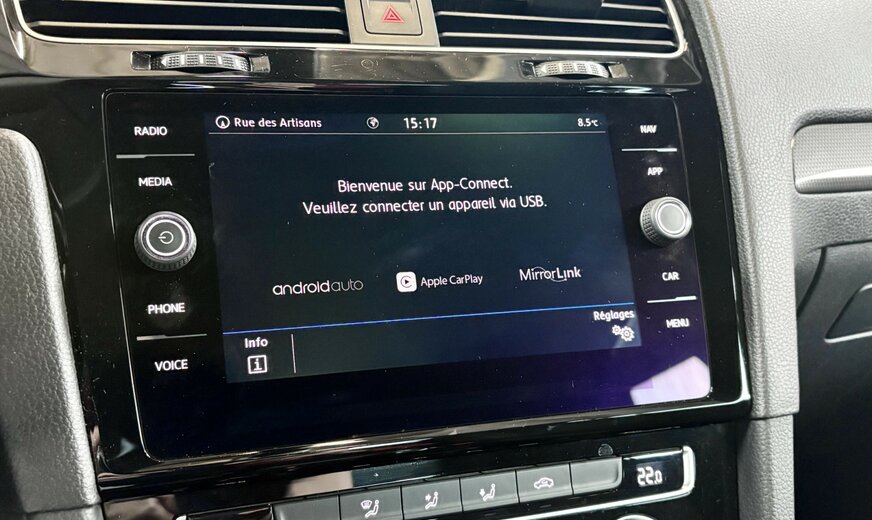 RADIO
MEDIA
PHONE
VOICE
Rue des Artisans 15:17 8.5°C
Bienvenue sur App-Connect.
Veuillez connecter un appareil via USB.
androidauto Apple CarPlay MirrorLink
Info Réglages
NAV
APP
CAR
MENU
22.0